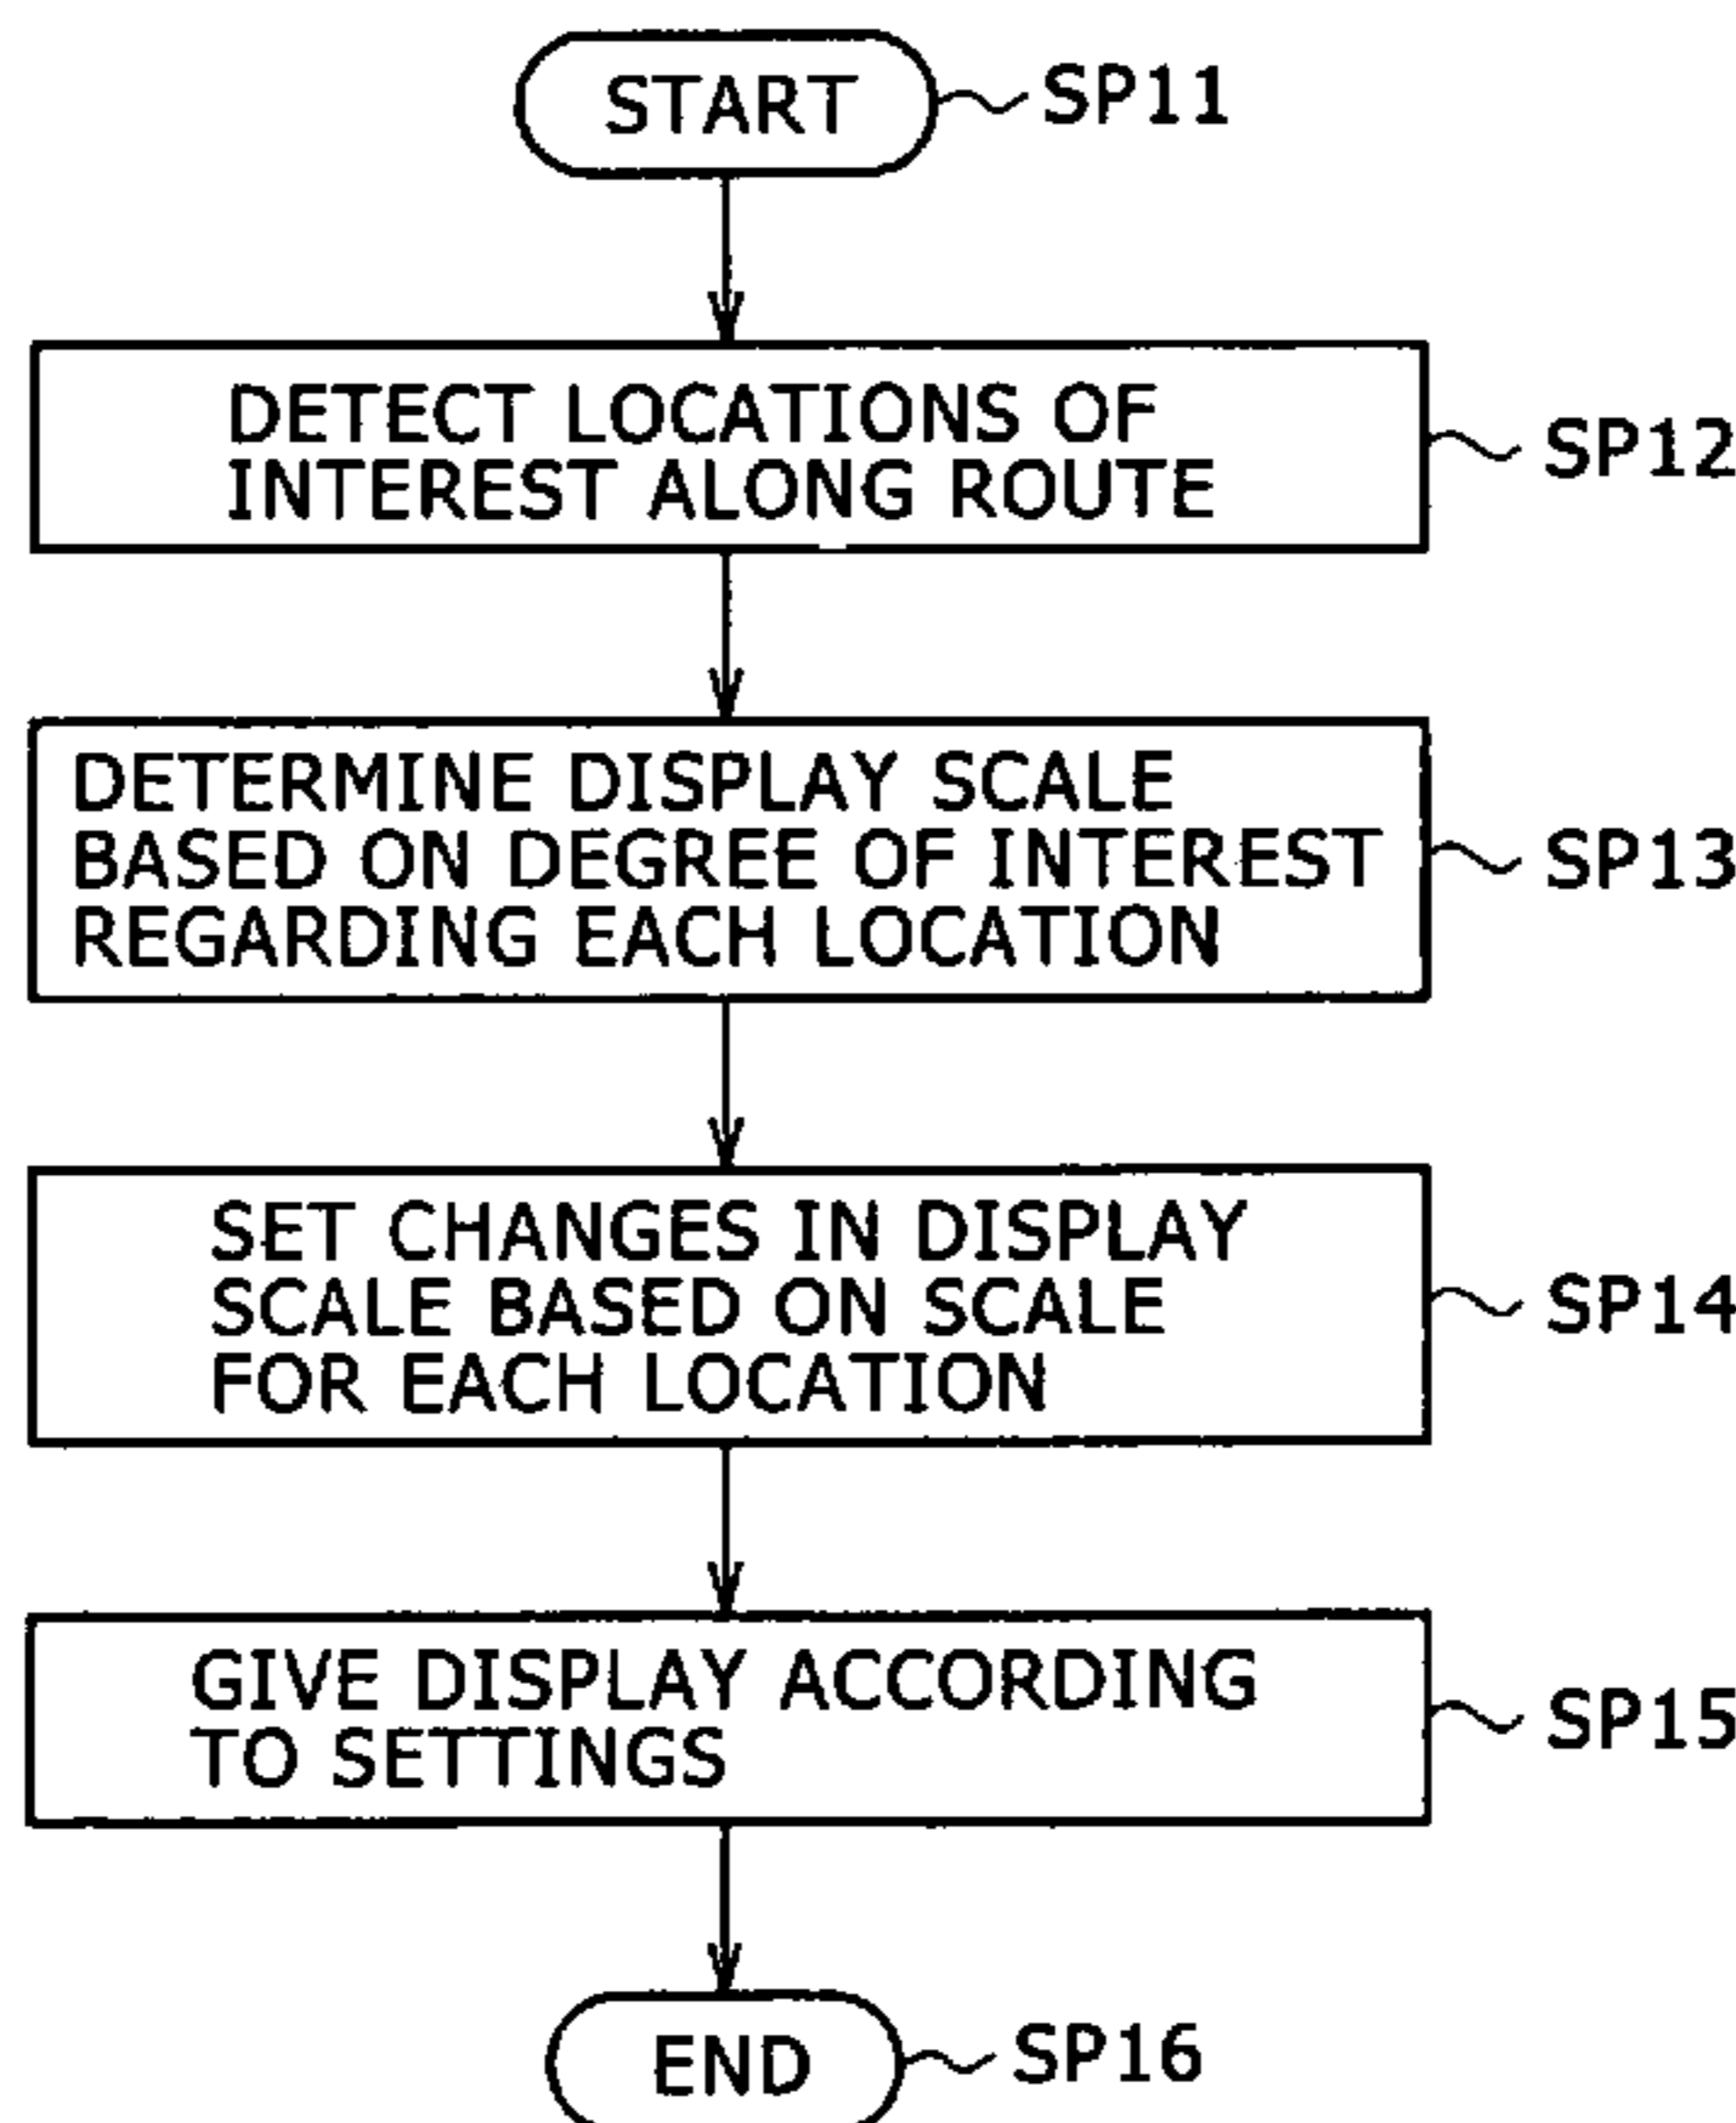 START
SP11
DETECT LOCATIONS OF
INTEREST ALONG ROUTE
SP12
DETERMINE DISPLAY SCALE
BASED ON DEGREE OF INTEREST
REGARDING EACH LOCATION
SP13
SET CHANGES IN DISPLAY
SCALE BASED ON SCALE
FOR EACH LOCATION
SP14
GIVE DISPLAY ACCORDING
TO SETTINGS
SP15
END
SP16